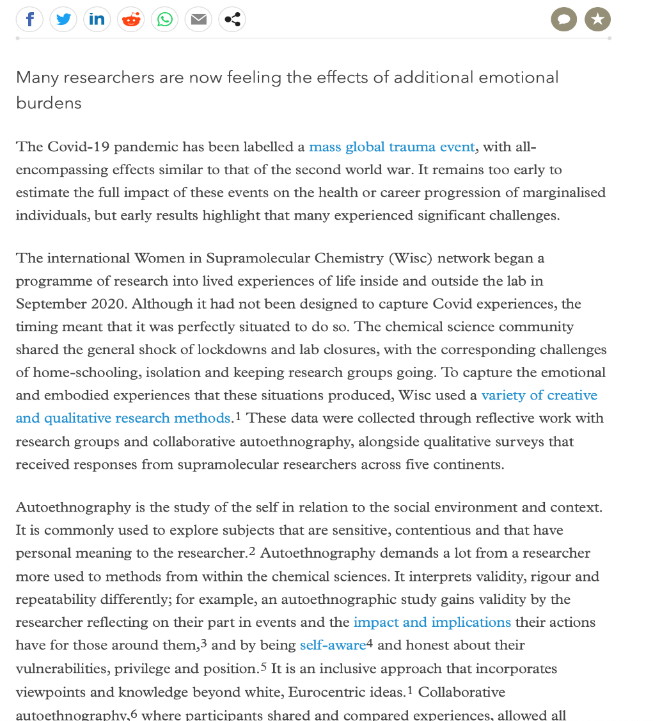 Many researchers are now feeling the effects of additional emotional
burdens
The Covid-19 pandemic has been labelled a mass global trauma event, with all-
encompassing effects similar to that of the second world war. It remains too early to
estimate the full impact of these events on the health or career progression of marginalised
individuals, but early results highlight that many experienced significant challenges.
The international Women in Supramolecular Chemistry (Wisc) network began a
programme of research into lived experiences of life inside and outside the lab in
September 2020. Although it had not been designed to capture Covid experiences, the
timing meant that it was perfectly situated to do so. The chemical science community
shared the general shock of lockdowns and lab closures, with the corresponding challenges
of home-schooling, isolation and keeping research groups going. To capture the emotional
and embodied experiences that these situations produced, Wisc used a variety of creative
and qualitative research methods.1 These data were collected through reflective work with
research groups and collaborative autoethnography, alongside qualitative surveys that
received responses from supramolecular researchers across five continents.
Autoethnography is the study of the self in relation to the social environment and context.
It is commonly used to explore subjects that are sensitive, contentious and that have
personal meaning to the researcher.2 Autoethnography demands a lot from a researcher
more used to methods from within the chemical sciences. It interprets validity, rigour and
repeatability differently; for example, an autoethnographic study gains validity by the
researcher reflecting on their part in events and the impact and implications their actions
have for those around them,3 and by being self-aware4 and honest about their
vulnerabilities, privilege and position.5 It is an inclusive approach that incorporates
viewpoints and knowledge beyond white, Eurocentric ideas.1 Collaborative
autoethnography,6 where participants shared and compared experiences, allowed all